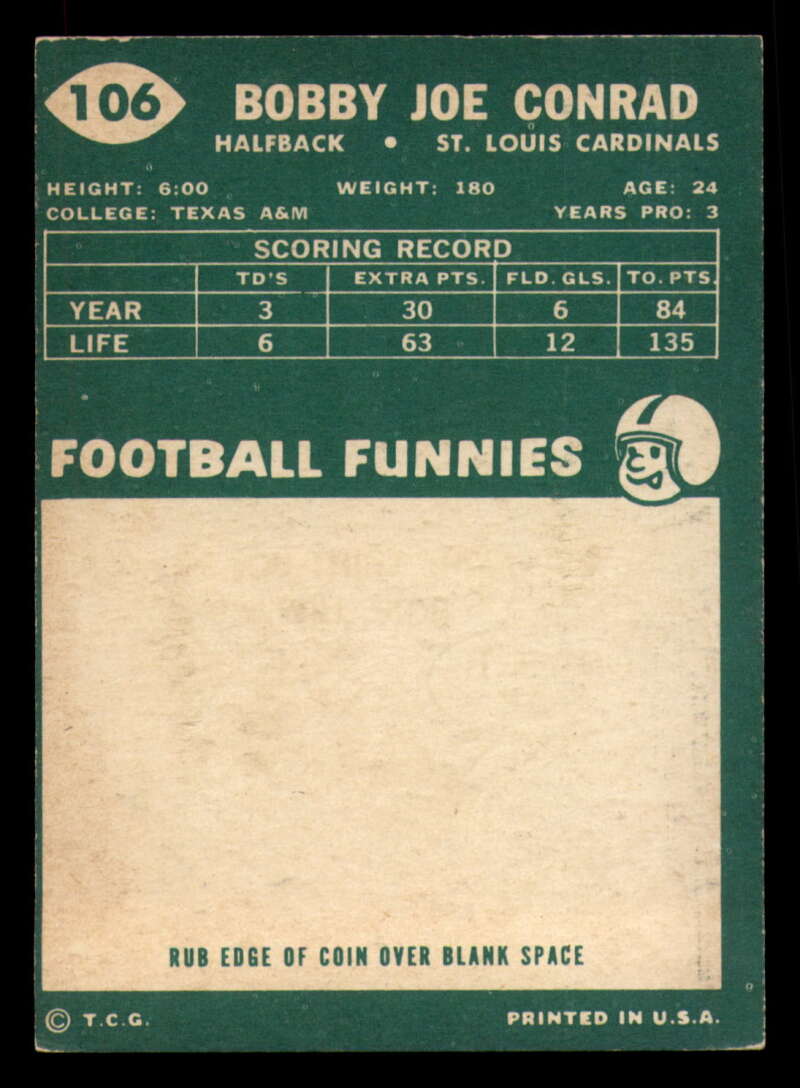 106
BOBBY JOE CONRAD
HALFBACK • ST. LOUIS CARDINALS
HEIGHT: 6:00 WEIGHT: 180 AGE: 24
COLLEGE: TEXAS A&M YEARS PRO: 3
SCORING RECORD
TD'S EXTRA PTS. FLD. GLS. TO. PTS.
YEAR 3 30 6 84
LIFE 6 63 12 135
FOOTBALL FUNNIES
RUB EDGE OF COIN OVER BLANK SPACE
© T.C.G. PRINTED IN U.S.A.